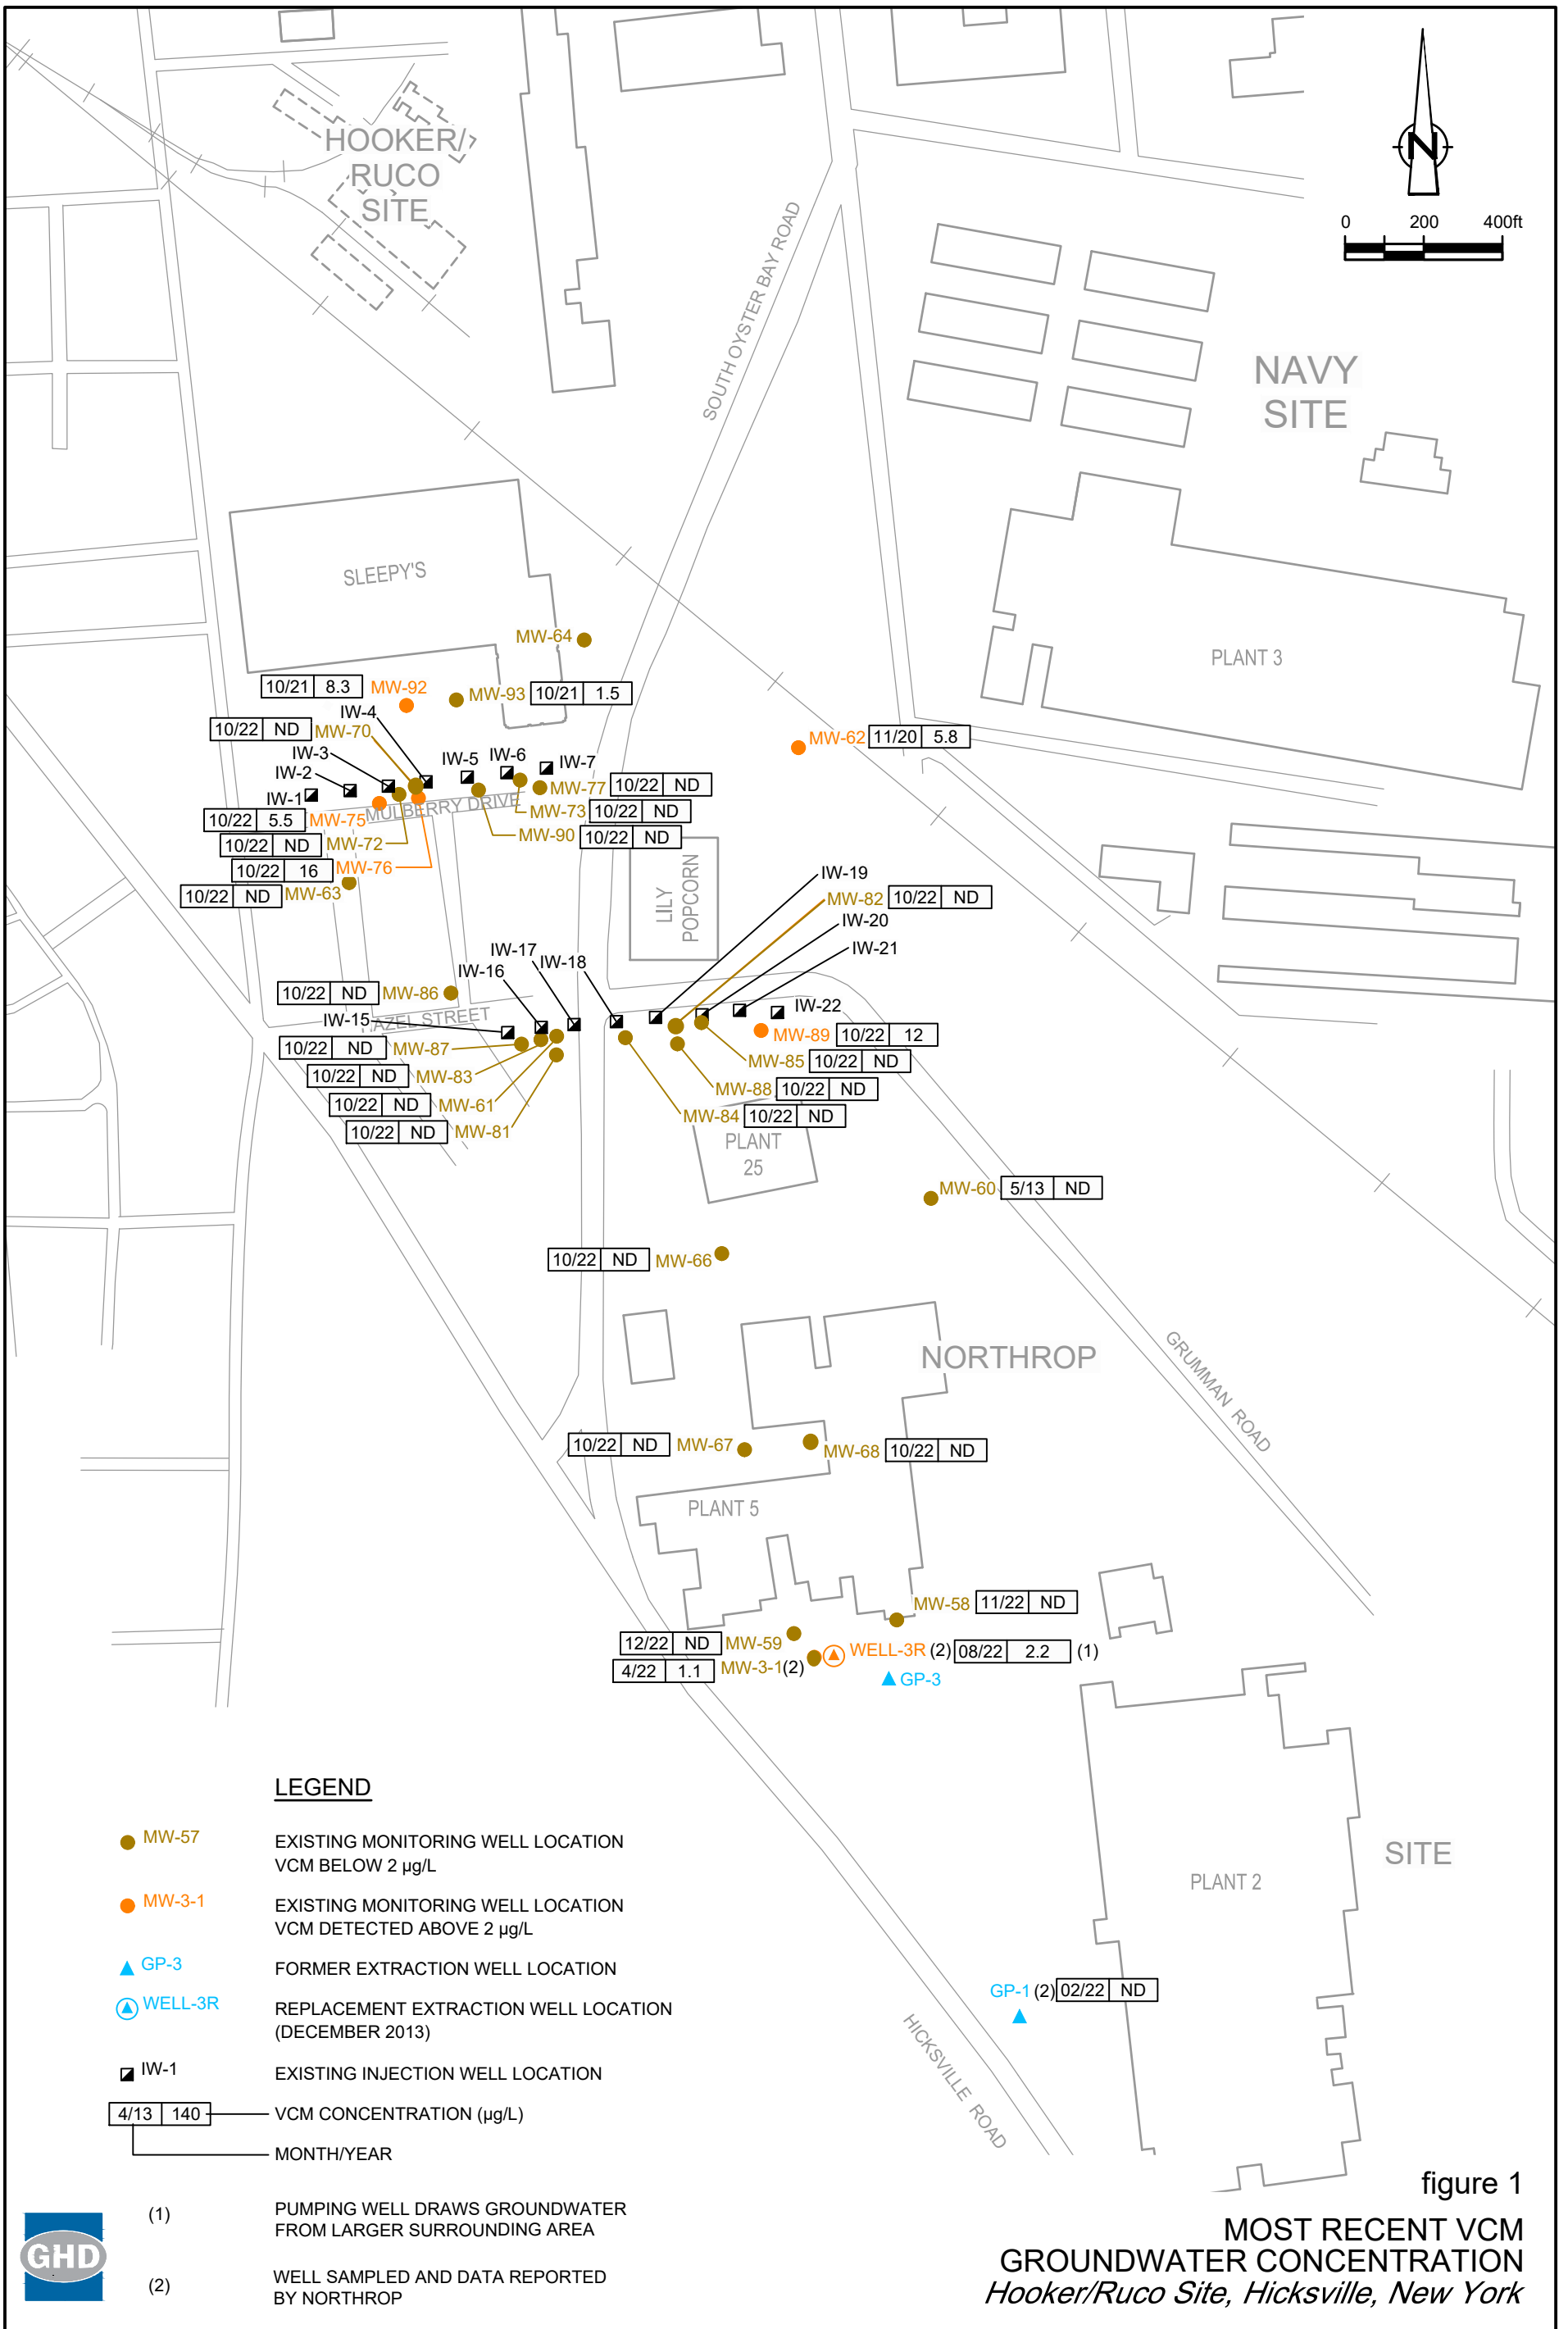 HOOKER/
RUCO
SITE
N
0 200 400ft
SOUTH OYSTER BAY ROAD
NAVY
SITE
SLEEPY'S
PLANT 3
MW-64
10/21 8.3 MW-92
MW-93 10/21 1.5
IW-4
10/22 ND MW-70
MW-62 11/20 5.8
IW-3
IW-5 IW-6
IW-7
IW-2
MW-77 10/22 ND
IW-1
MULBERRY DRIVE
MW-73 10/22 ND
10/22 5.5 MW-75
MW-90 10/22 ND
10/22 ND MW-72
10/22 16 MW-76
10/22 ND MW-63
LILY
POPCORN
IW-19
MW-82 10/22 ND
IW-20
IW-21
IW-17
IW-18
IW-16
10/22 ND MW-86
IW-22
IW-15
AZEL STREET
MW-89 10/22 12
10/22 ND MW-87
MW-85 10/22 ND
10/22 ND MW-83
MW-88 10/22 ND
10/22 ND MW-61
MW-84 10/22 ND
10/22 ND MW-81
PLANT
25
MW-60 5/13 ND
10/22 ND MW-66
NORTHROP
GRUMMAN ROAD
10/22 ND MW-67
MW-68 10/22 ND
PLANT 5
MW-58 11/22 ND
12/22 ND MW-59
WELL-3R (2) 08/22 2.2 (1)
4/22 1.1 MW-3-1(2)
GP-3
SITE
PLANT 2
GP-1 (2) 02/22 ND
HICKSVILLE ROAD
LEGEND
MW-57 EXISTING MONITORING WELL LOCATION
VCM BELOW 2 µg/L
MW-3-1 EXISTING MONITORING WELL LOCATION
VCM DETECTED ABOVE 2 µg/L
GP-3 FORMER EXTRACTION WELL LOCATION
WELL-3R REPLACEMENT EXTRACTION WELL LOCATION
(DECEMBER 2013)
IW-1 EXISTING INJECTION WELL LOCATION
4/13 140 VCM CONCENTRATION (µg/L)
MONTH/YEAR
(1) PUMPING WELL DRAWS GROUNDWATER
FROM LARGER SURROUNDING AREA
(2) WELL SAMPLED AND DATA REPORTED
BY NORTHROP
GHD
figure 1
MOST RECENT VCM
GROUNDWATER CONCENTRATION
Hooker/Ruco Site, Hicksville, New York